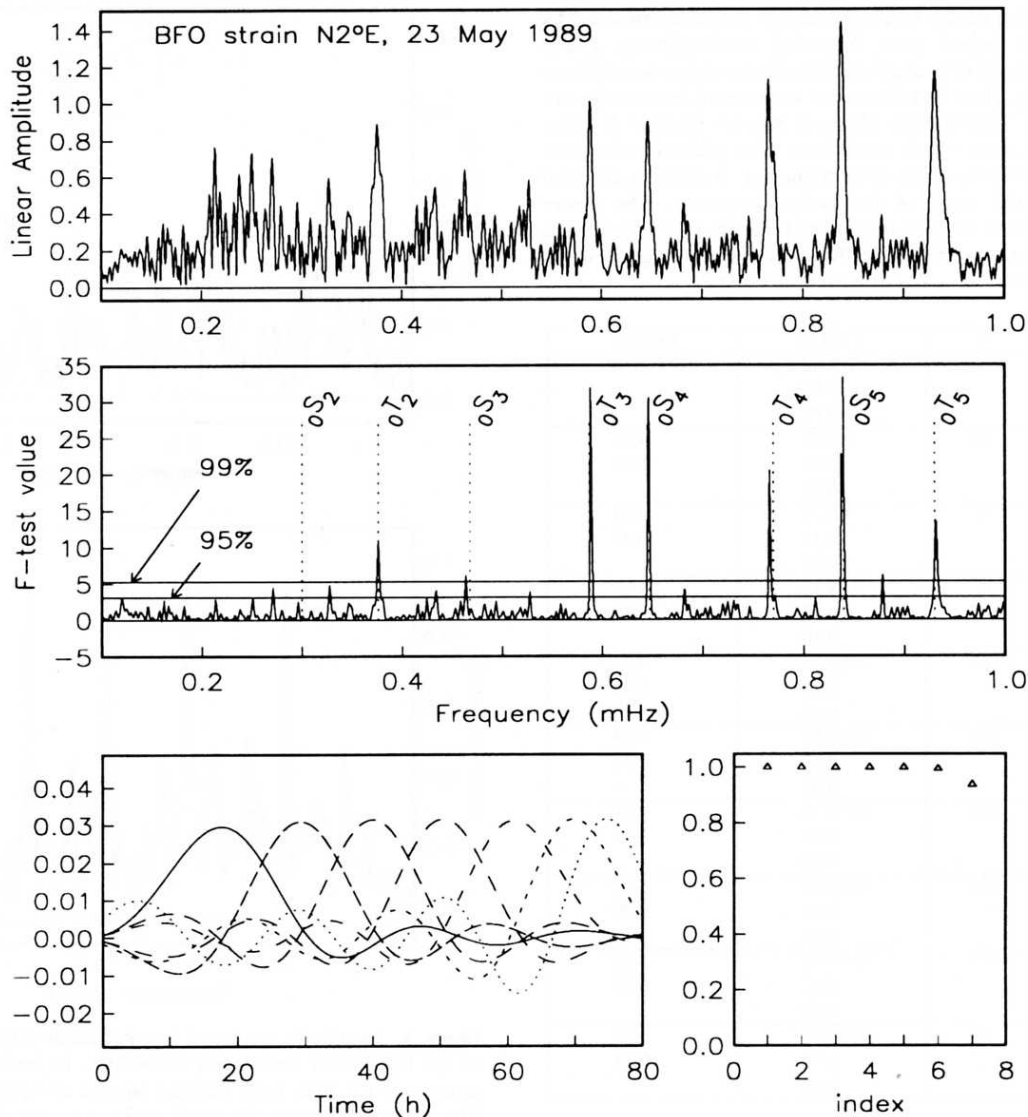 BFO strain N2ºE, 23 May 1989
Linear Amplitude
1.4
1.2
1.0
0.8
0.6
0.4
0.2
0.0
0.2 0.4 0.6 0.8 1.0
F-test value
35
30
25
20
15
10
5
0
−5
99%
95%
₀S₂ ₀T₂ ₀S₃ ₀T₃ ₀S₄ ₀T₄ ₀S₅ ₀T₅
0.2 0.4 0.6 0.8 1.0
Frequency (mHz)
0.04
0.03
0.02
0.01
0.00
−0.01
−0.02
0 20 40 60 80
Time (h)
1.0
0.8
0.6
0.4
0.2
0.0
0 2 4 6 8
index